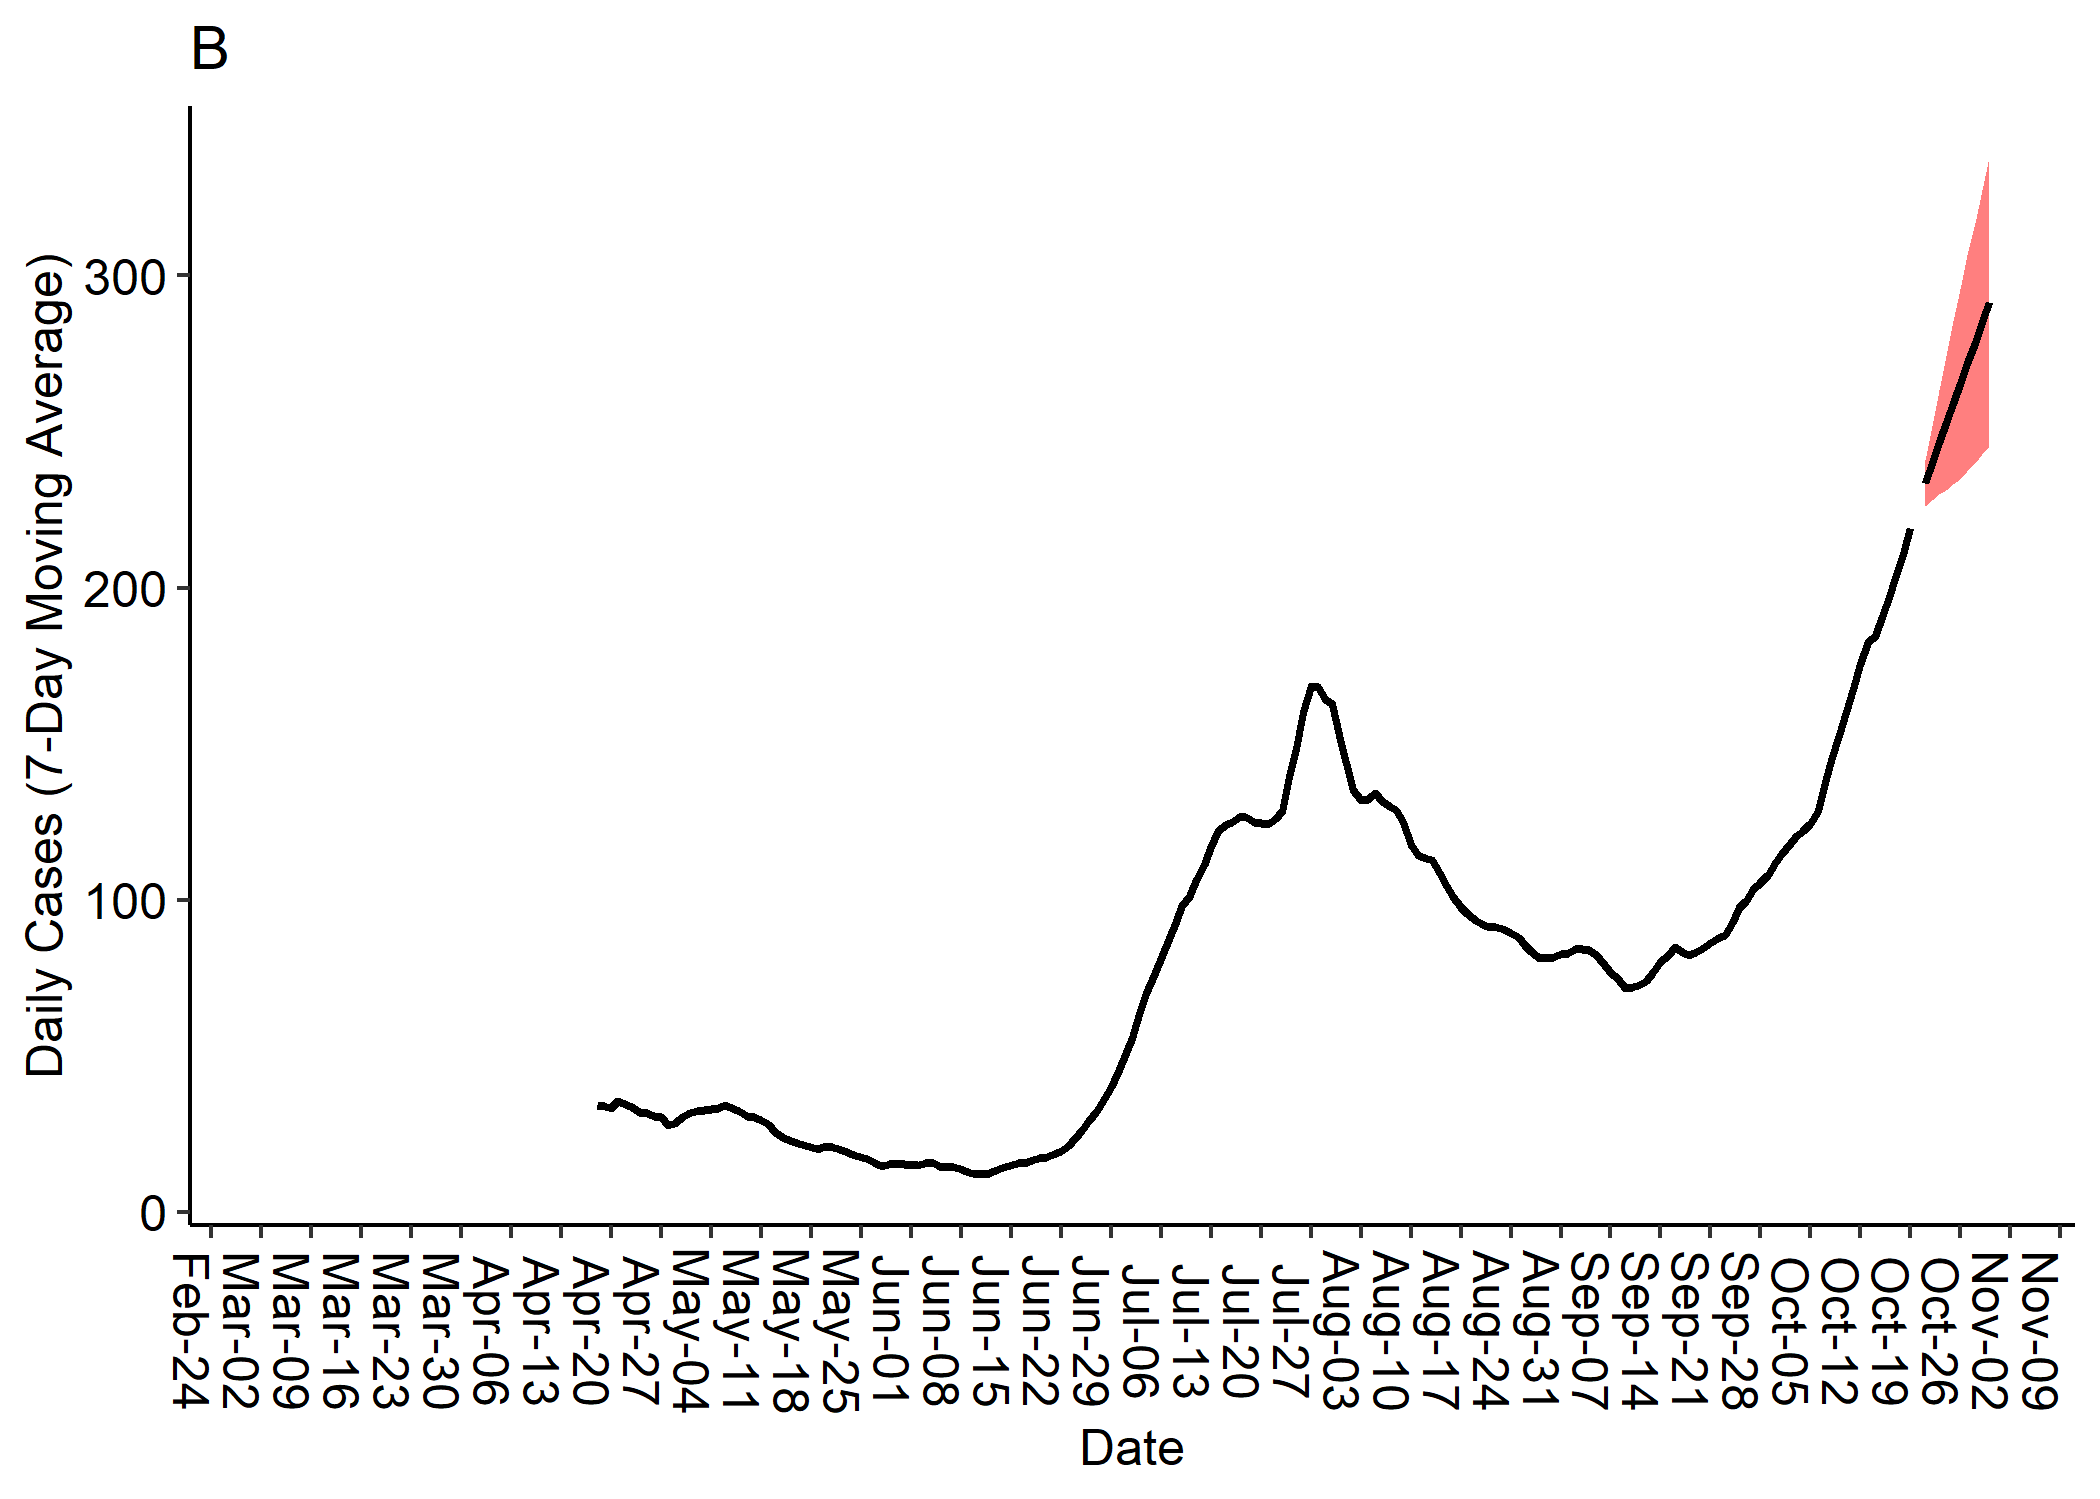 B
Daily Cases (7-Day Moving Average)
300
200
100
0
Feb-24
Mar-02
Mar-09
Mar-16
Mar-23
Mar-30
Apr-06
Apr-13
Apr-20
Apr-27
May-04
May-11
May-18
May-25
Jun-01
Jun-08
Jun-15
Jun-22
Jun-29
Jul-06
Jul-13
Jul-20
Jul-27
Aug-03
Aug-10
Aug-17
Aug-24
Aug-31
Sep-07
Sep-14
Sep-21
Sep-28
Oct-05
Oct-12
Oct-19
Oct-26
Nov-02
Nov-09
Date